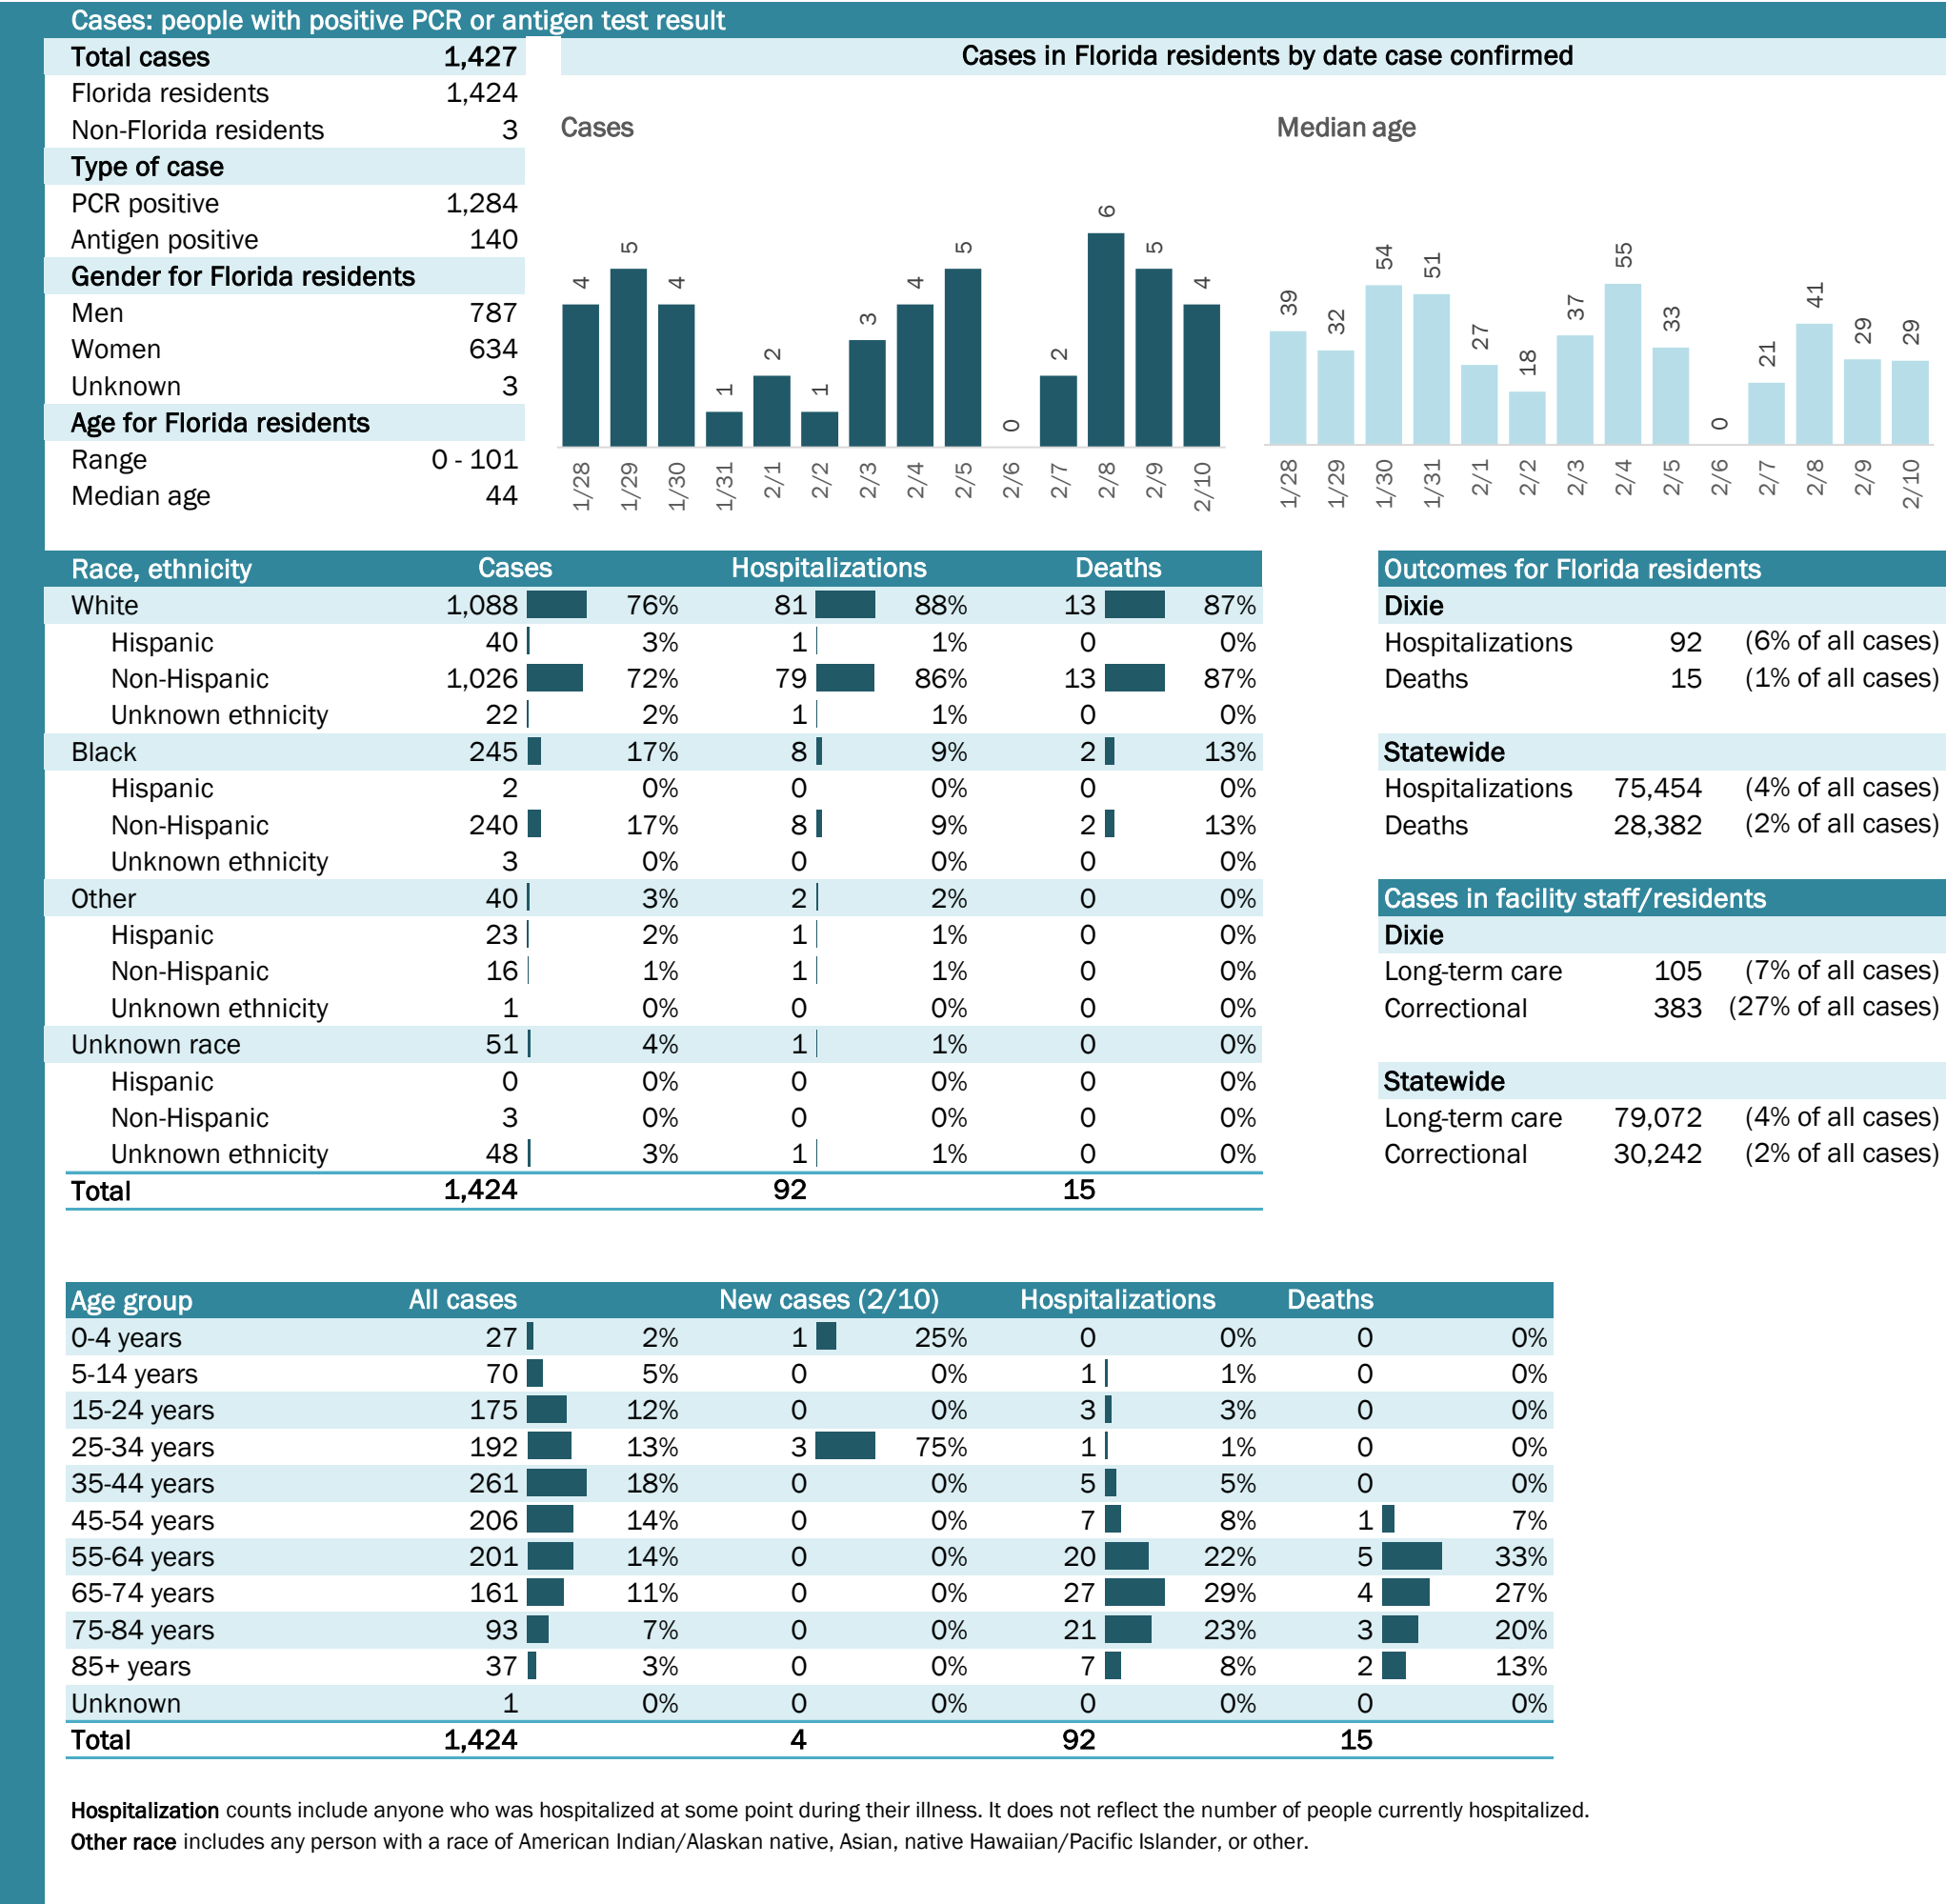 Cases: people with positive PCR or antigen test result
Total cases 1,427
Florida residents 1,424
Non-Florida residents 3
Type of case
PCR positive 1,284
Antigen positive 140
Gender for Florida residents
Men 787
Women 634
Unknown 3
Age for Florida residents
Range 0 - 101
Median age 44
Cases in Florida residents by date case confirmed
Cases
4 5 4 1 2 1 3 4 5 0 2 6 5 4
1/28 1/29 1/30 1/31 2/1 2/2 2/3 2/4 2/5 2/6 2/7 2/8 2/9 2/10
Median age
39 32 54 51 27 18 37 55 33 0 21 41 29 29
1/28 1/29 1/30 1/31 2/1 2/2 2/3 2/4 2/5 2/6 2/7 2/8 2/9 2/10
Race, ethnicity Cases Hospitalizations Deaths
White 1,088 76% 81 88% 13 87%
Hispanic 40 3% 1 1% 0 0%
Non-Hispanic 1,026 72% 79 86% 13 87%
Unknown ethnicity 22 2% 1 1% 0 0%
Black 245 17% 8 9% 2 13%
Hispanic 2 0% 0 0% 0 0%
Non-Hispanic 240 17% 8 9% 2 13%
Unknown ethnicity 3 0% 0 0% 0 0%
Other 40 3% 2 2% 0 0%
Hispanic 23 2% 1 1% 0 0%
Non-Hispanic 16 1% 1 1% 0 0%
Unknown ethnicity 1 0% 0 0% 0 0%
Unknown race 51 4% 1 1% 0 0%
Hispanic 0 0% 0 0% 0 0%
Non-Hispanic 3 0% 0 0% 0 0%
Unknown ethnicity 48 3% 1 1% 0 0%
Total 1,424 92 15
Outcomes for Florida residents
Dixie
Hospitalizations 92 (6% of all cases)
Deaths 15 (1% of all cases)
Statewide
Hospitalizations 75,454 (4% of all cases)
Deaths 28,382 (2% of all cases)
Cases in facility staff/residents
Dixie
Long-term care 105 (7% of all cases)
Correctional 383 (27% of all cases)
Statewide
Long-term care 79,072 (4% of all cases)
Correctional 30,242 (2% of all cases)
Age group All cases New cases (2/10) Hospitalizations Deaths
0-4 years 27 2% 1 25% 0 0% 0 0%
5-14 years 70 5% 0 0% 1 1% 0 0%
15-24 years 175 12% 0 0% 3 3% 0 0%
25-34 years 192 13% 3 75% 1 1% 0 0%
35-44 years 261 18% 0 0% 5 5% 0 0%
45-54 years 206 14% 0 0% 7 8% 1 7%
55-64 years 201 14% 0 0% 20 22% 5 33%
65-74 years 161 11% 0 0% 27 29% 4 27%
75-84 years 93 7% 0 0% 21 23% 3 20%
85+ years 37 3% 0 0% 7 8% 2 13%
Unknown 1 0% 0 0% 0 0% 0 0%
Total 1,424 4 92 15
Hospitalization counts include anyone who was hospitalized at some point during their illness. It does not reflect the number of people currently hospitalized.
Other race includes any person with a race of American Indian/Alaskan native, Asian, native Hawaiian/Pacific Islander, or other.